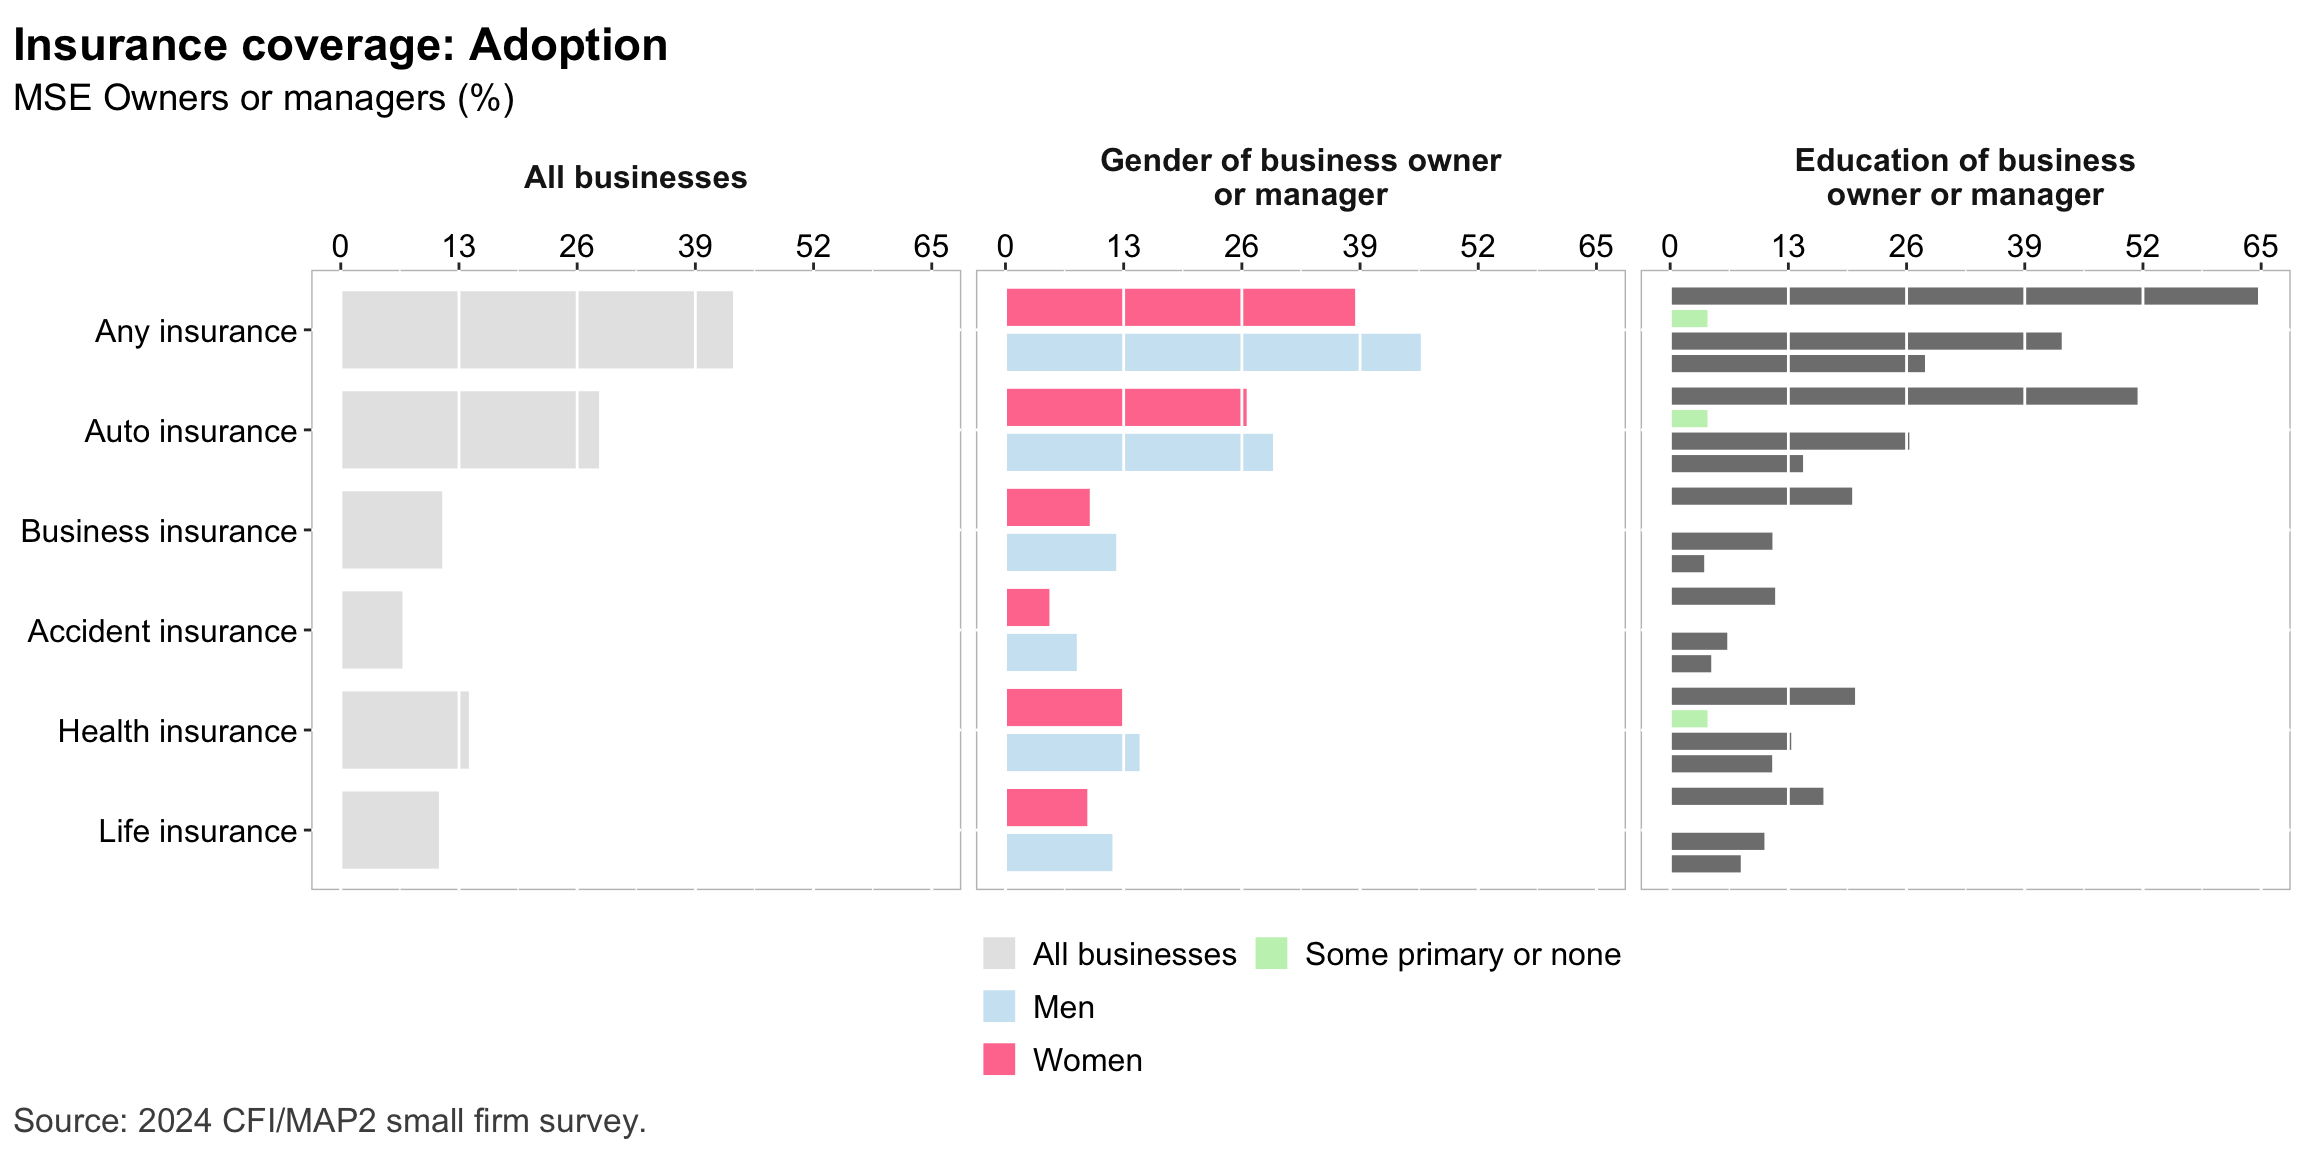 Insurance coverage: Adoption
MSE Owners or managers (%)
All businesses
Gender of business owner
or manager
Education of business
owner or manager
0 13 26 39 52 65
0 13 26 39 52 65
0 13 26 39 52 65
Any insurance
Auto insurance
Business insurance
Accident insurance
Health insurance
Life insurance
All businesses
Some primary or none
Men
Women
Source: 2024 CFI/MAP2 small firm survey.